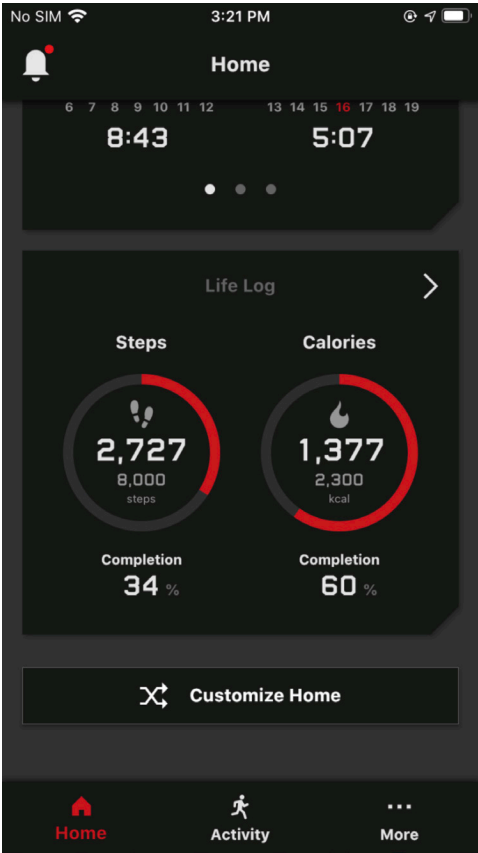 No SIM 3:21 PM
Home
6 7 8 9 10 11 12 13 14 15 16 17 18 19
8:43 5:07
Life Log
Steps Calories
2,727 1,377
8,000 2,300
steps kcal
Completion Completion
34 % 60 %
Customize Home
Home Activity More